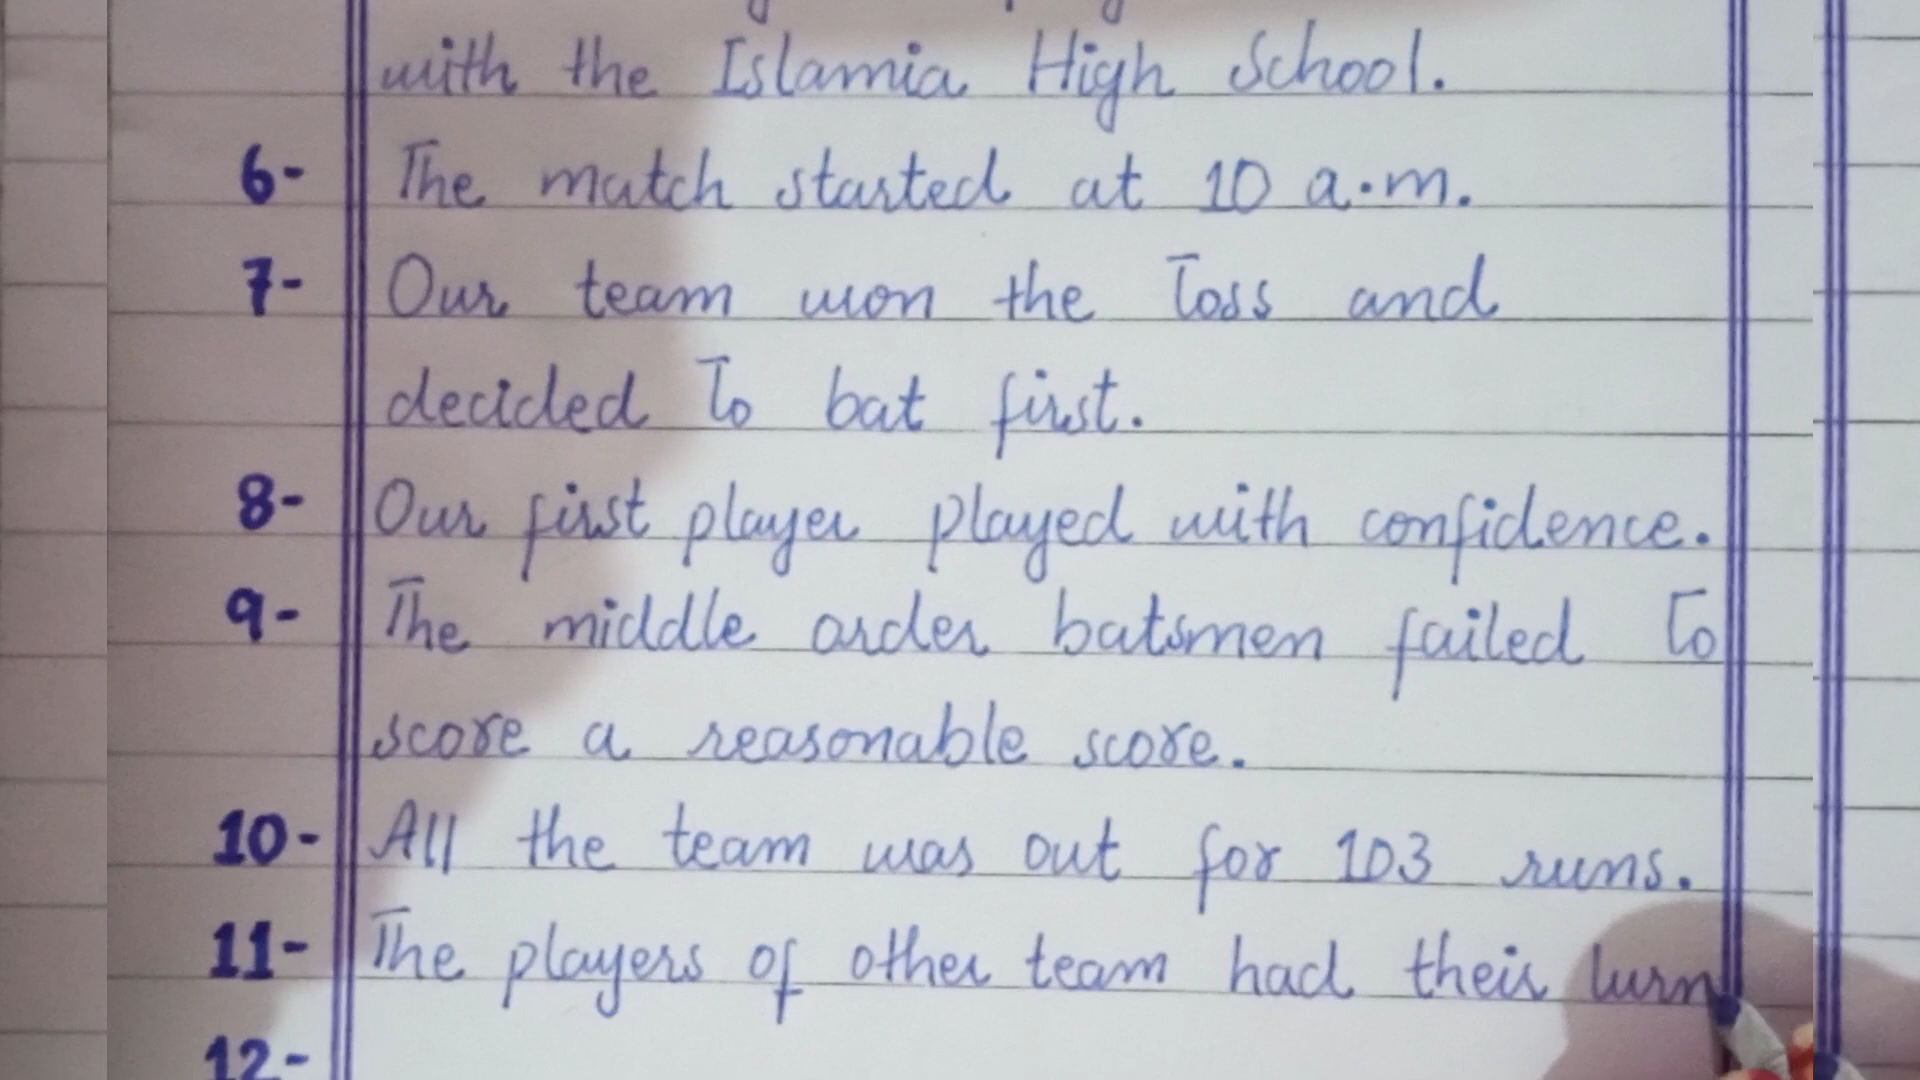 with the Islamia High School.
6- The match started at 10 a.m.
7- Our team won the toss and
decided to bat first.
8- Our first player played with confidence.
9- The middle order batsmen failed to
score a reasonable score.
10- All the team was out for 103 runs.
11- The players of other team had their turn
12-